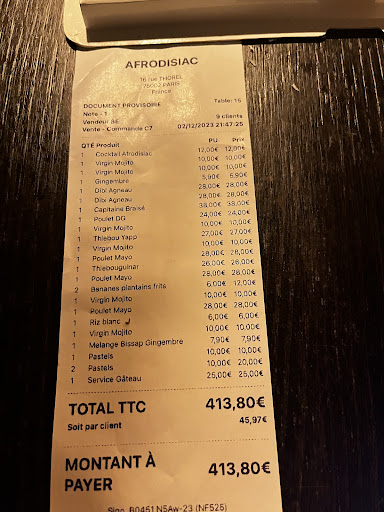 AFRODISIAC
16 rue THOREL
75002 PARIS
France
DOCUMENT PROVISOIRE
Note - 1 Table: 15
Vendeur BE 9 clients
Vente - Commande C7 02/12/2023 21:47:25
QTÉ Produit PU Prix
1 Cocktail Afrodisiac 12,00€ 12,00€
1 Virgin Mojito 10,00€ 10,00€
1 Virgin Mojito 10,00€ 10,00€
1 Gingembre 5,90€ 5,90€
1 Dibi Agneau 28,00€ 28,00€
1 Dibi Agneau 28,00€ 28,00€
1 Capitaine Braisé 38,00€ 38,00€
1 Poulet DG 24,00€ 24,00€
1 Virgin Mojito 10,00€ 10,00€
1 Thiebou Yapp 27,00€ 27,00€
1 Virgin Mojito 10,00€ 10,00€
1 Poulet Mayo 28,00€ 28,00€
1 Thiebouguinar 26,00€ 26,00€
1 Poulet Mayo 28,00€ 28,00€
2 Bananes plantains frits 6,00€ 12,00€
1 Virgin Mojito 10,00€ 10,00€
1 Poulet Mayo 28,00€ 28,00€
1 Riz blanc 6,00€ 6,00€
1 Virgin Mojito 10,00€ 10,00€
1 Mélange Bissap Gingembre 7,90€ 7,90€
1 Pastels 10,00€ 10,00€
2 Pastels 10,00€ 20,00€
1 Service Gâteau 25,00€ 25,00€
TOTAL TTC 413,80€
Soit par client 45,97€
MONTANT À
PAYER 413,80€
Sign. B0451 N5Aw-23 (NF525)